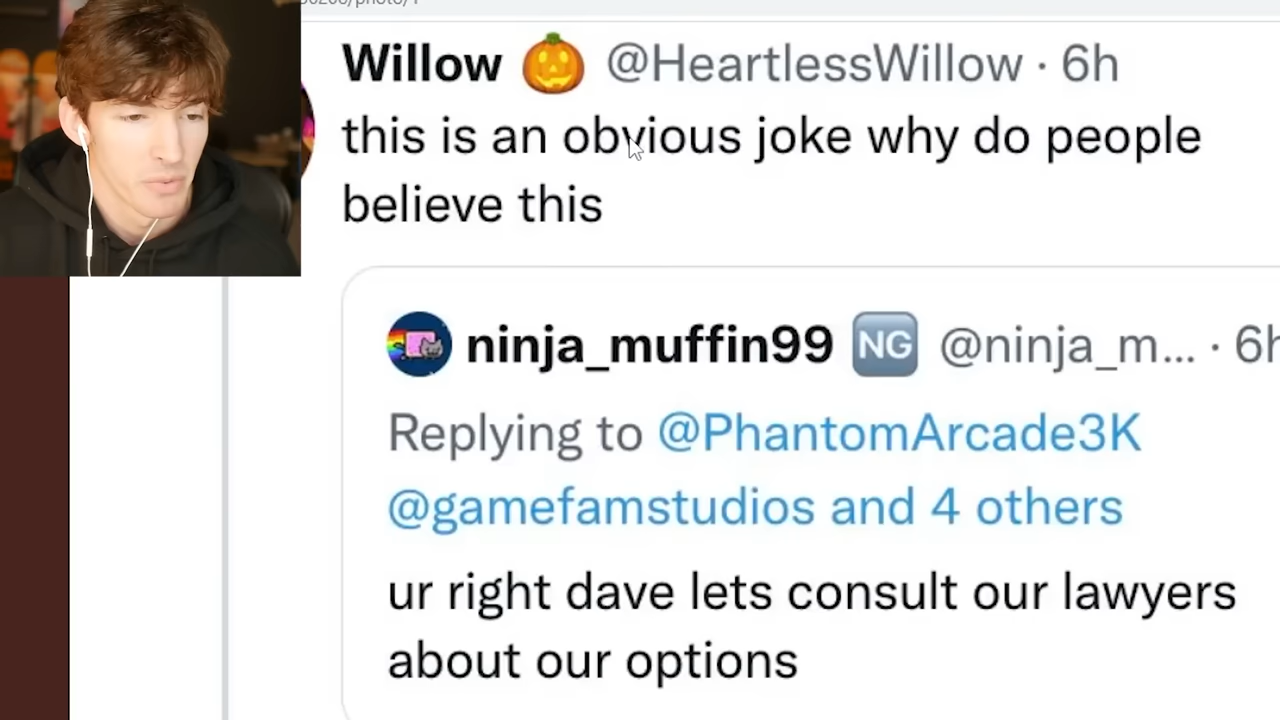 Willow 🎃 @HeartlessWillow · 6h
this is an obvious joke why do people
believe this
ninja_muffin99 NG @ninja_m... · 6h
Replying to @PhantomArcade3K
@gamefamstudios and 4 others
ur right dave lets consult our lawyers
about our options